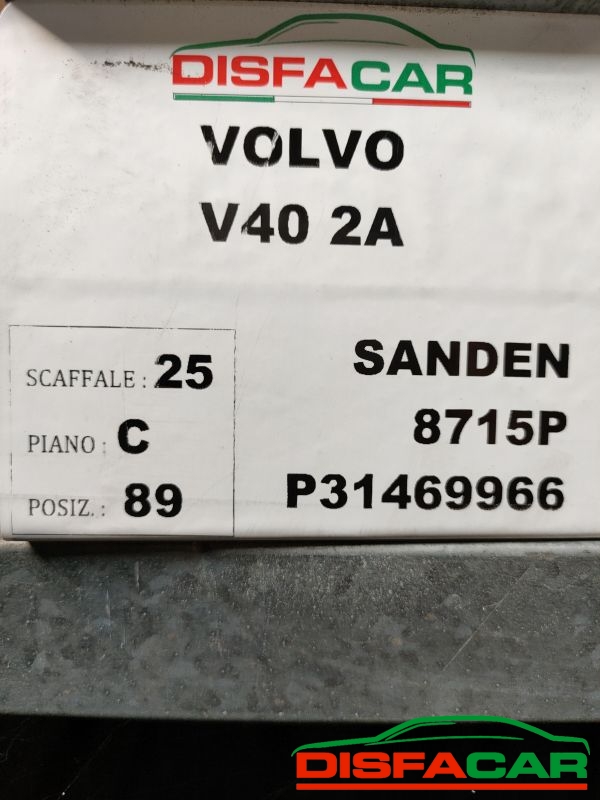 DISFACAR
VOLVO
V40 2A
SCAFFALE : 25
PIANO : C
POSIZ. : 89
SANDEN
8715P
P31469966
DISFACAR